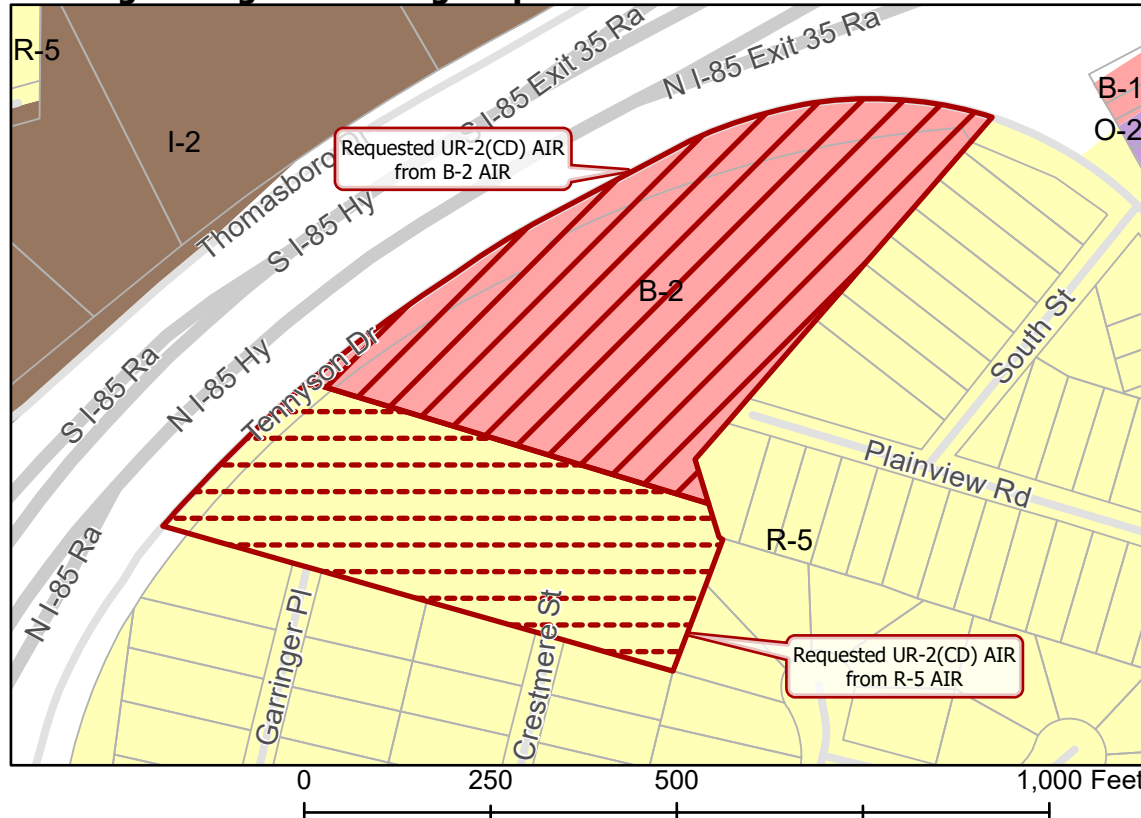 R-5
S I-85 Exit 35 Ra
N I-85 Exit 35 Ra
B-1
O-2
I-2
Requested UR-2(CD) AIR
from B-2 AIR
Thomasboro Dr
S I-85 Hy
B-2
South St
Tennyson Dr
N I-85 Hy
S I-85 Ra
Plainview Rd
R-5
N I-85 Ra
Crestmere St
Garringer Pl
Requested UR-2(CD) AIR
from R-5 AIR
0 250 500 1,000 Feet